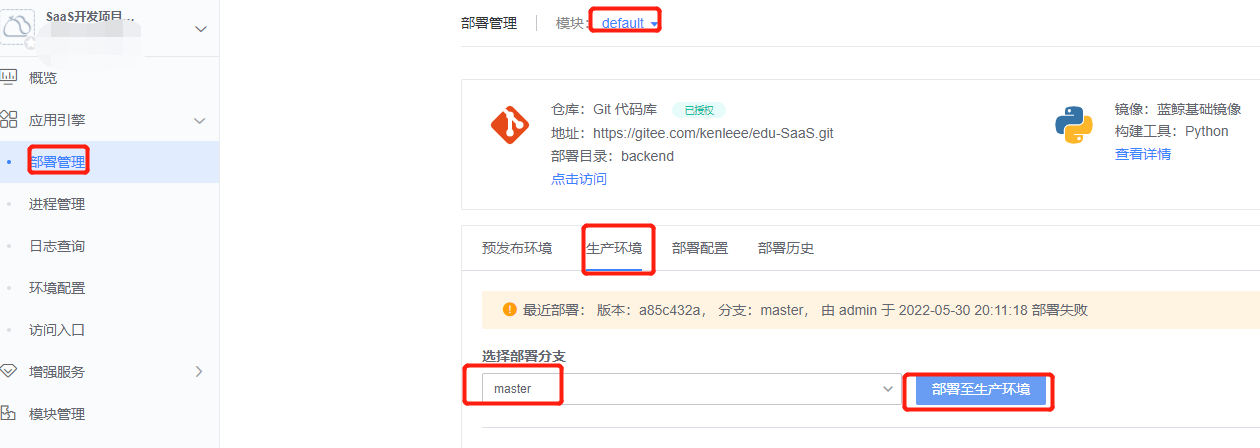 SaaS开发项目...
概览
应用引擎
部署管理
进程管理
日志查询
环境配置
访问入口
增强服务
模块管理
部署管理 模块: default
仓库：Git 代码库 已授权
地址：https://gitee.com/kenleee/edu-SaaS.git
部署目录：backend
点击访问
镜像：蓝鲸基础镜像
构建工具：Python
查看详情
预发布环境 生产环境 部署配置 部署历史
最近部署： 版本：a85c432a， 分支：master， 由 admin 于 2022-05-30 20:11:18 部署失败
选择部署分支
master 部署至生产环境